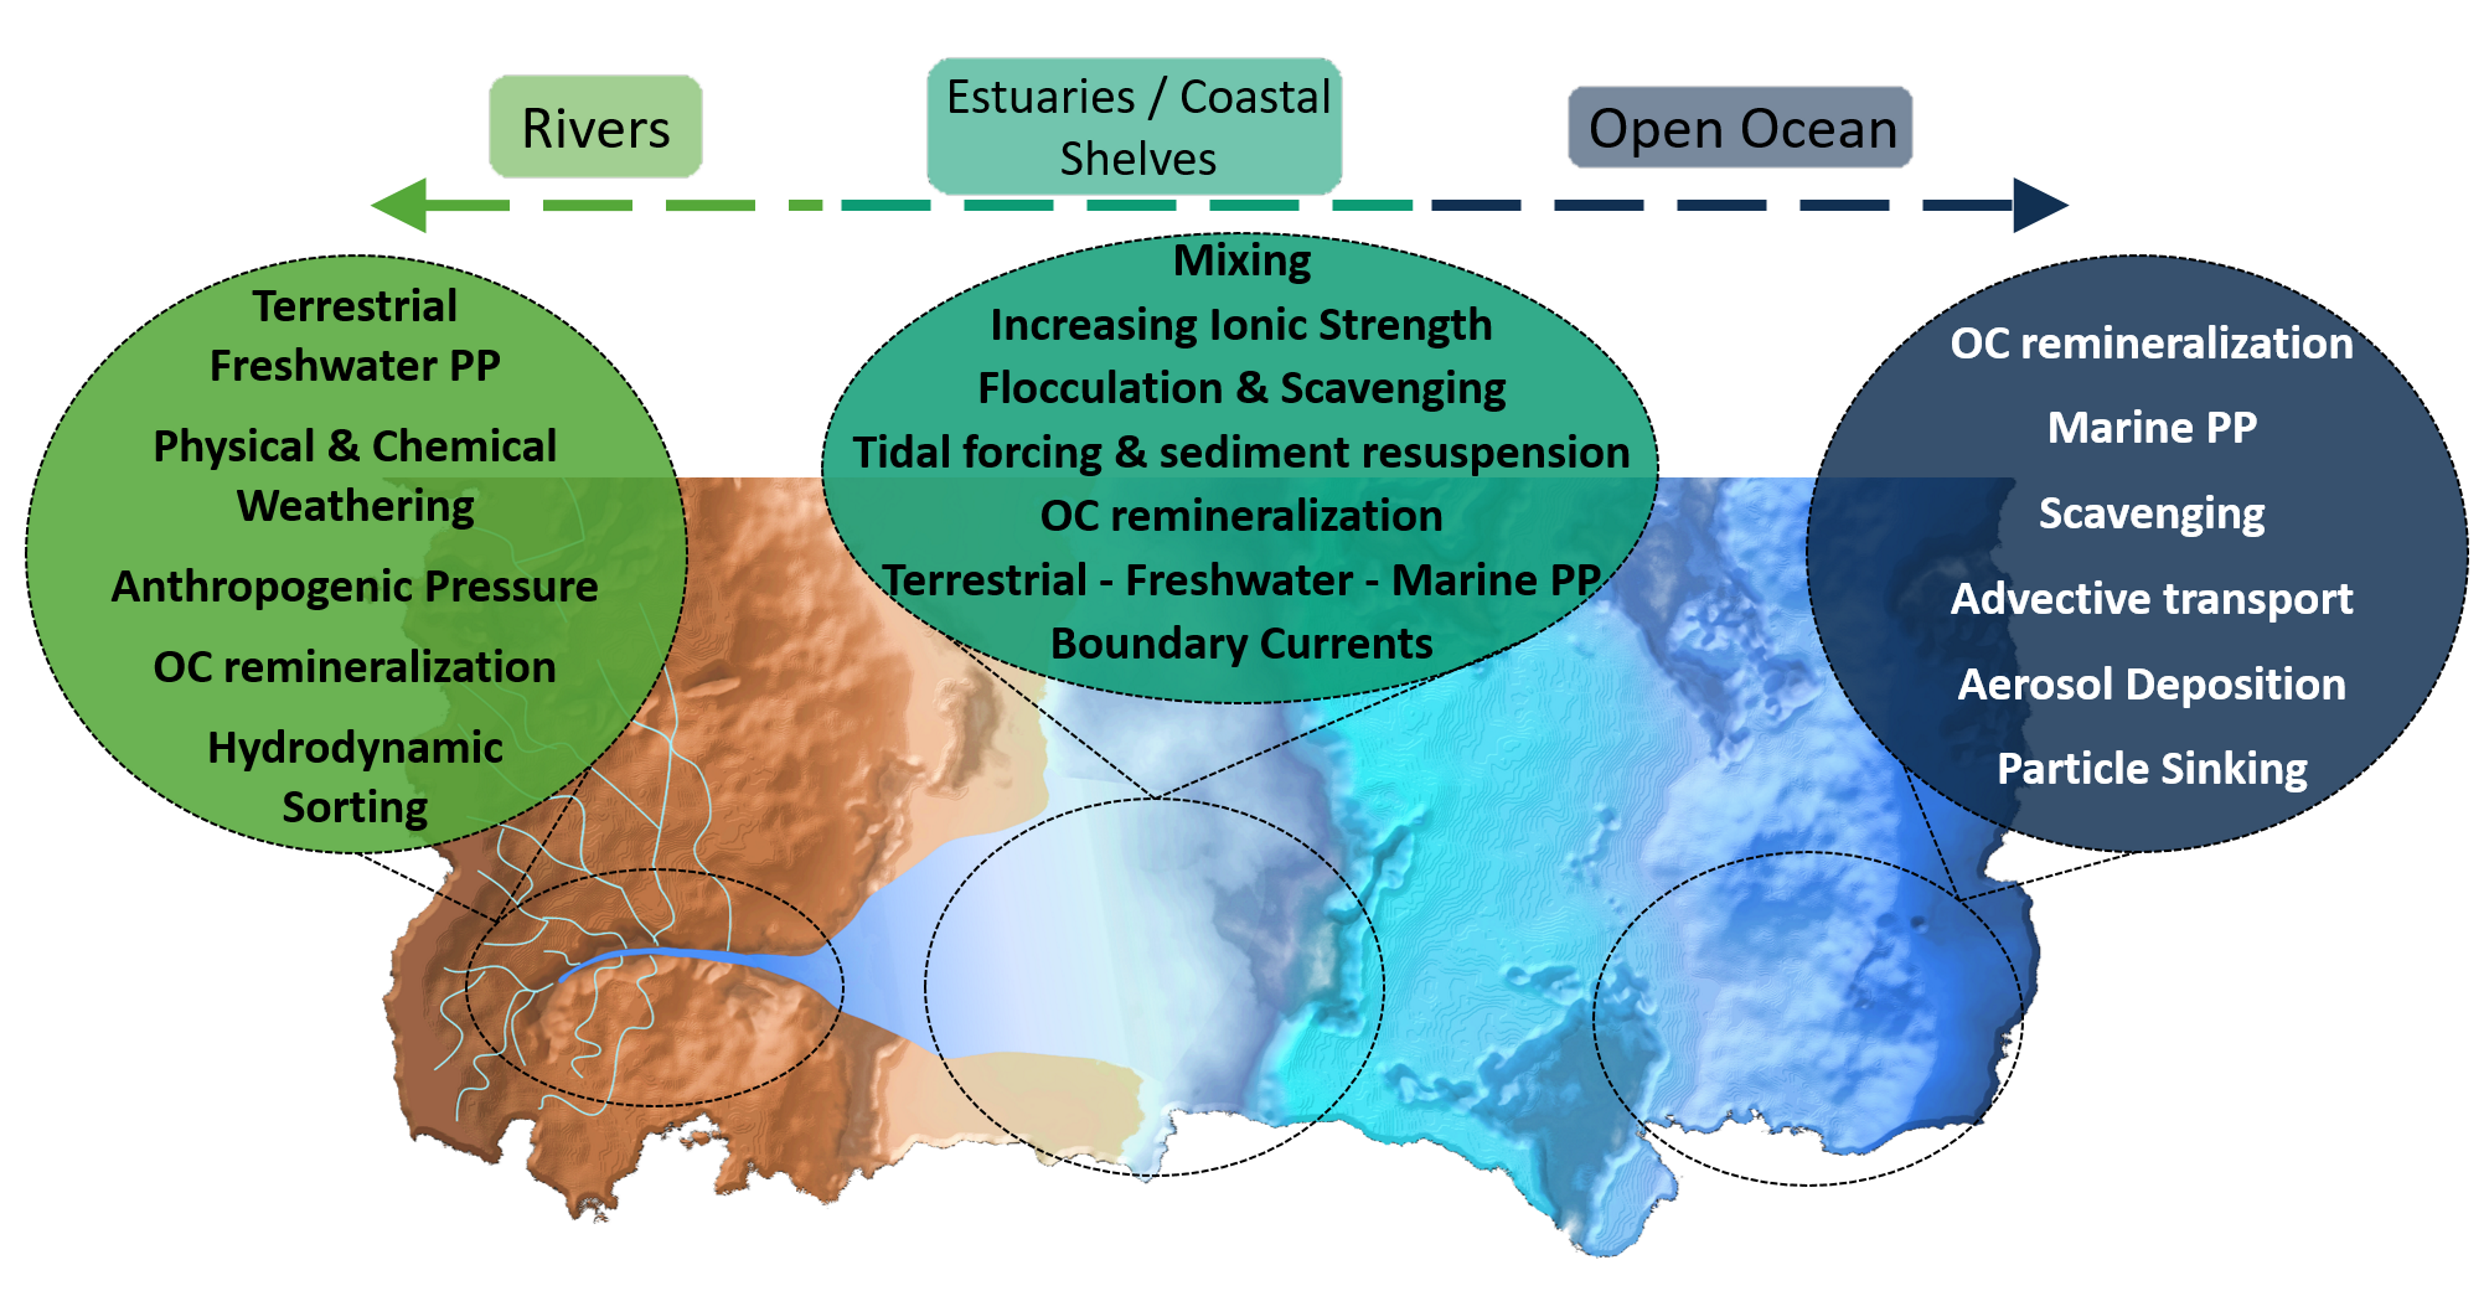 Rivers
Estuaries / Coastal
Shelves
Open Ocean
Terrestrial
Freshwater PP
Physical & Chemical
Weathering
Anthropogenic Pressure
OC remineralization
Hydrodynamic
Sorting
Mixing
Increasing Ionic Strength
Flocculation & Scavenging
Tidal forcing & sediment resuspension
OC remineralization
Terrestrial - Freshwater - Marine PP
Boundary Currents
OC remineralization
Marine PP
Scavenging
Advective transport
Aerosol Deposition
Particle Sinking